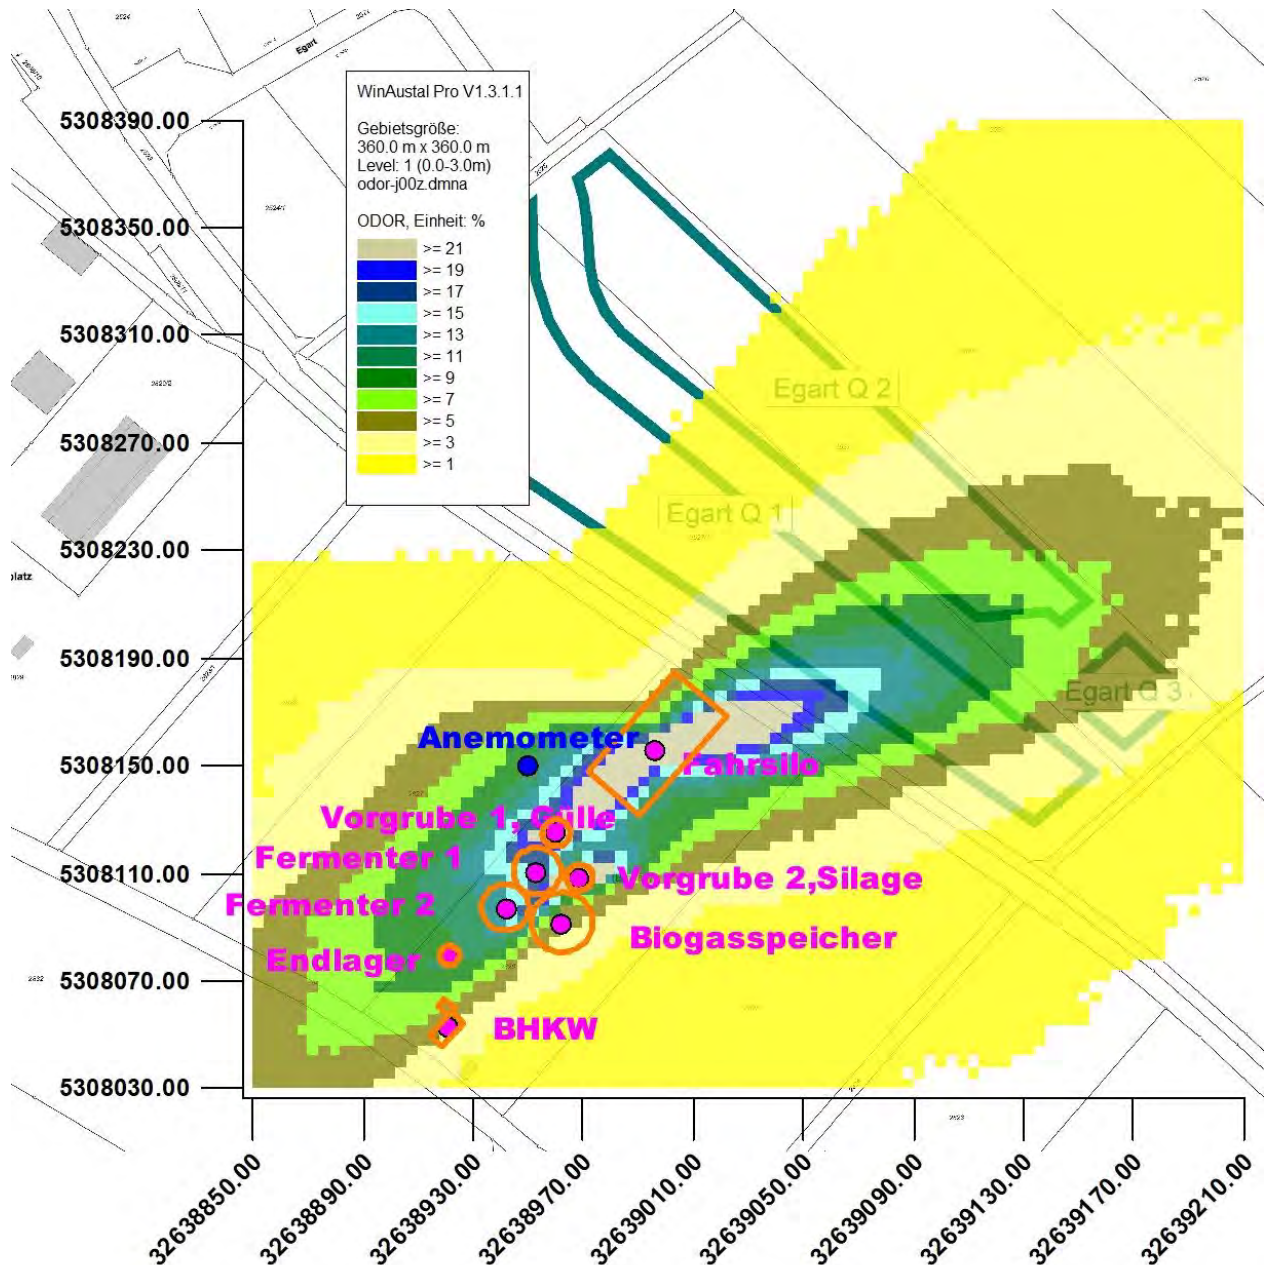 Egart
WinAustal Pro V1.3.1.1
Gebietsgröße:
360.0 m x 360.0 m
Level: 1 (0.0-3.0m)
odor-j00z.dmna
ODOR, Einheit: %
>= 21
>= 19
>= 17
>= 15
>= 13
>= 11
>= 9
>= 7
>= 5
>= 3
>= 1
5308390.00
5308350.00
5308310.00
5308270.00
5308230.00
5308190.00
5308150.00
5308110.00
5308070.00
5308030.00
Egart Q 2
Egart Q 1
Egart Q 3
platz
Anemometer
Fahrsilo
Vorgrube 1, Gülle
Fermenter 1
Vorgrube 2,Silage
Fermenter 2
Biogasspeicher
Endlager
BHKW
32638850.00
32638890.00
32638930.00
32638970.00
32639010.00
32639050.00
32639090.00
32639130.00
32639170.00
32639210.00